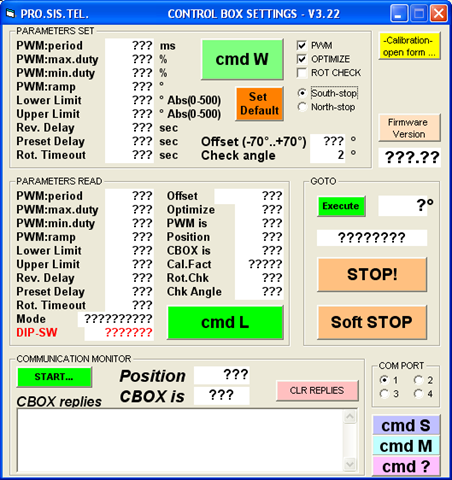 PRO.SIS.TEL. CONTROL BOX SETTINGS - V3.22
PARAMETERS SET
PWM:period ??? ms
PWM:max.duty ??? %
PWM:min.duty ??? %
PWM:ramp ??? °
Lower Limit ??? ° Abs(0-500)
Upper Limit ??? ° Abs(0-500)
Rev. Delay ??? sec
Preset Delay ??? sec
Rot. Timeout ??? sec
cmd W
Set
Default
PWM
OPTIMIZE
ROT CHECK
South-stop
North-stop
Offset (-70°..+70°) ??? °
Check angle 2 °
-Calibration-
open form ...
Firmware
Version
???.??
PARAMETERS READ
PWM:period ???
PWM:max.duty ???
PWM:min.duty ???
PWM:ramp ???
Lower Limit ???
Upper Limit ???
Rev. Delay ???
Preset Delay ???
Rot. Timeout ???
Mode ??????????
DIP-SW ???????
Offset ???
Optimize ???
PWM is ???
Position ???
CBOX is ???
Cal.Fact ?????
Rot.Chk ???
Chk Angle ???
cmd L
GOTO
Execute ?°
????????
STOP!
Soft STOP
COMMUNICATION MONITOR
START...
Position ???
CBOX is ???
CBOX replies
CLR REPLIES
COM PORT
1 2
3 4
cmd S
cmd M
cmd ?